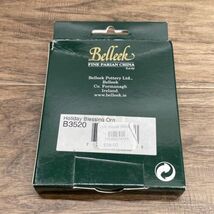 Belleek
FINE PARIAN CHINA
Belleek Pottery Ltd.,
Belleek
Co. Fermanagh
Ireland.
www.belleek.ie
Holiday Blessing Orn
B3520